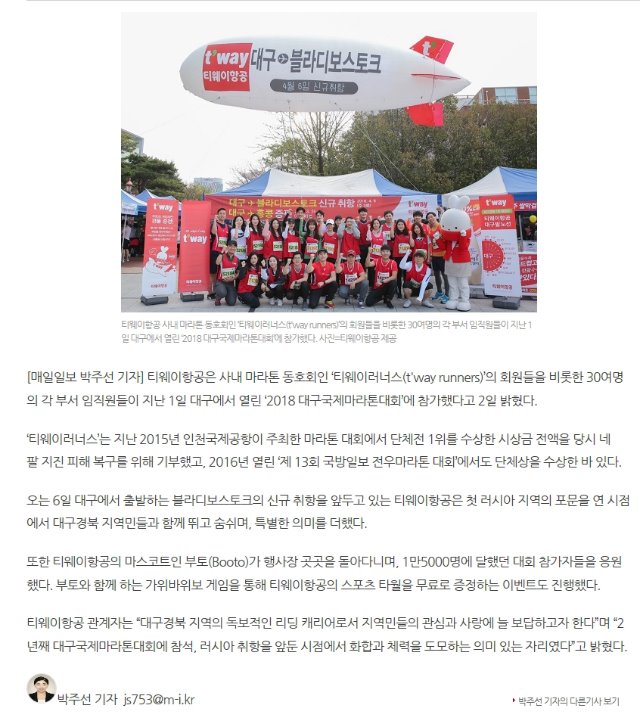 t'way
티웨이항공
대구 블라디보스토크
4월 6일 신규취항
t'way
대구 블라디보스토크 신규 취항
대구 홍콩
t'way
t'way
t'way
티웨이항공
티웨이항공
티웨이항공
대구
티웨이항공 사내 마라톤 동호회인 '티웨이러너스(t'way runners)'의 회원들을 비롯한 30여명의 각 부서 임직원들이 지난 1
일 대구에서 열린 '2018 대구국제마라톤대회'에 참가했다. 사진=티웨이항공 제공
[매일일보 박주선 기자] 티웨이항공은 사내 마라톤 동호회인 '티웨이러너스(t'way runners)'의 회원들을 비롯한 30여명
의 각 부서 임직원들이 지난 1일 대구에서 열린 '2018 대구국제마라톤대회'에 참가했다고 2일 밝혔다.
'티웨이러너스'는 지난 2015년 인천국제공항이 주최한 마라톤 대회에서 단체전 1위를 수상한 시상금 전액을 당시 네
팔 지진 피해 복구를 위해 기부했고, 2016년 열린 '제 13회 국방일보 전우마라톤 대회'에서도 단체상을 수상한 바 있다.
오는 6일 대구에서 출발하는 블라디보스토크의 신규 취항을 앞두고 있는 티웨이항공은 첫 러시아 지역의 포문을 연 시점
에서 대구경북 지역민들과 함께 뛰고 숨쉬며, 특별한 의미를 더했다.
또한 티웨이항공의 마스코트인 부토(Booto)가 행사장 곳곳을 돌아다니며, 1만5000명에 달했던 대회 참가자들을 응원
했다. 부토와 함께 하는 가위바위보 게임을 통해 티웨이항공의 스포츠 타월을 무료로 증정하는 이벤트도 진행했다.
티웨이항공 관계자는 "대구경북 지역의 독보적인 리딩 캐리어로서 지역민들의 관심과 사랑에 늘 보답하고자 한다"며 "2
년째 대구국제마라톤대회에 참석, 러시아 취항을 앞둔 시점에서 화합과 체력을 도모하는 의미 있는 자리였다"고 밝혔다.
박주선 기자 js753@m-i.kr
박주선 기자의 다른기사 보기